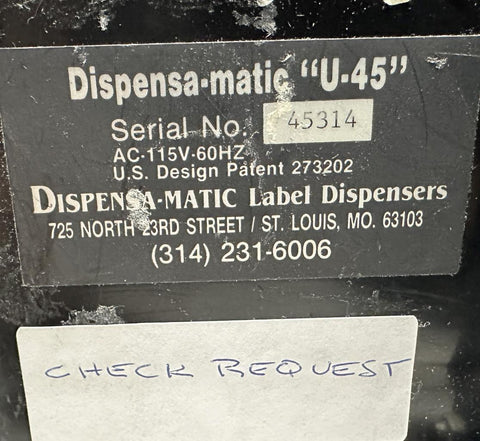 Dispensa-matic "U-45"
Serial No. 45314
AC-115V-60HZ
U.S. Design Patent 273202
DISPENSA-MATIC Label Dispensers
725 NORTH 23RD STREET / ST. LOUIS, MO. 63103
(314) 231-6006
CHECK REQUEST